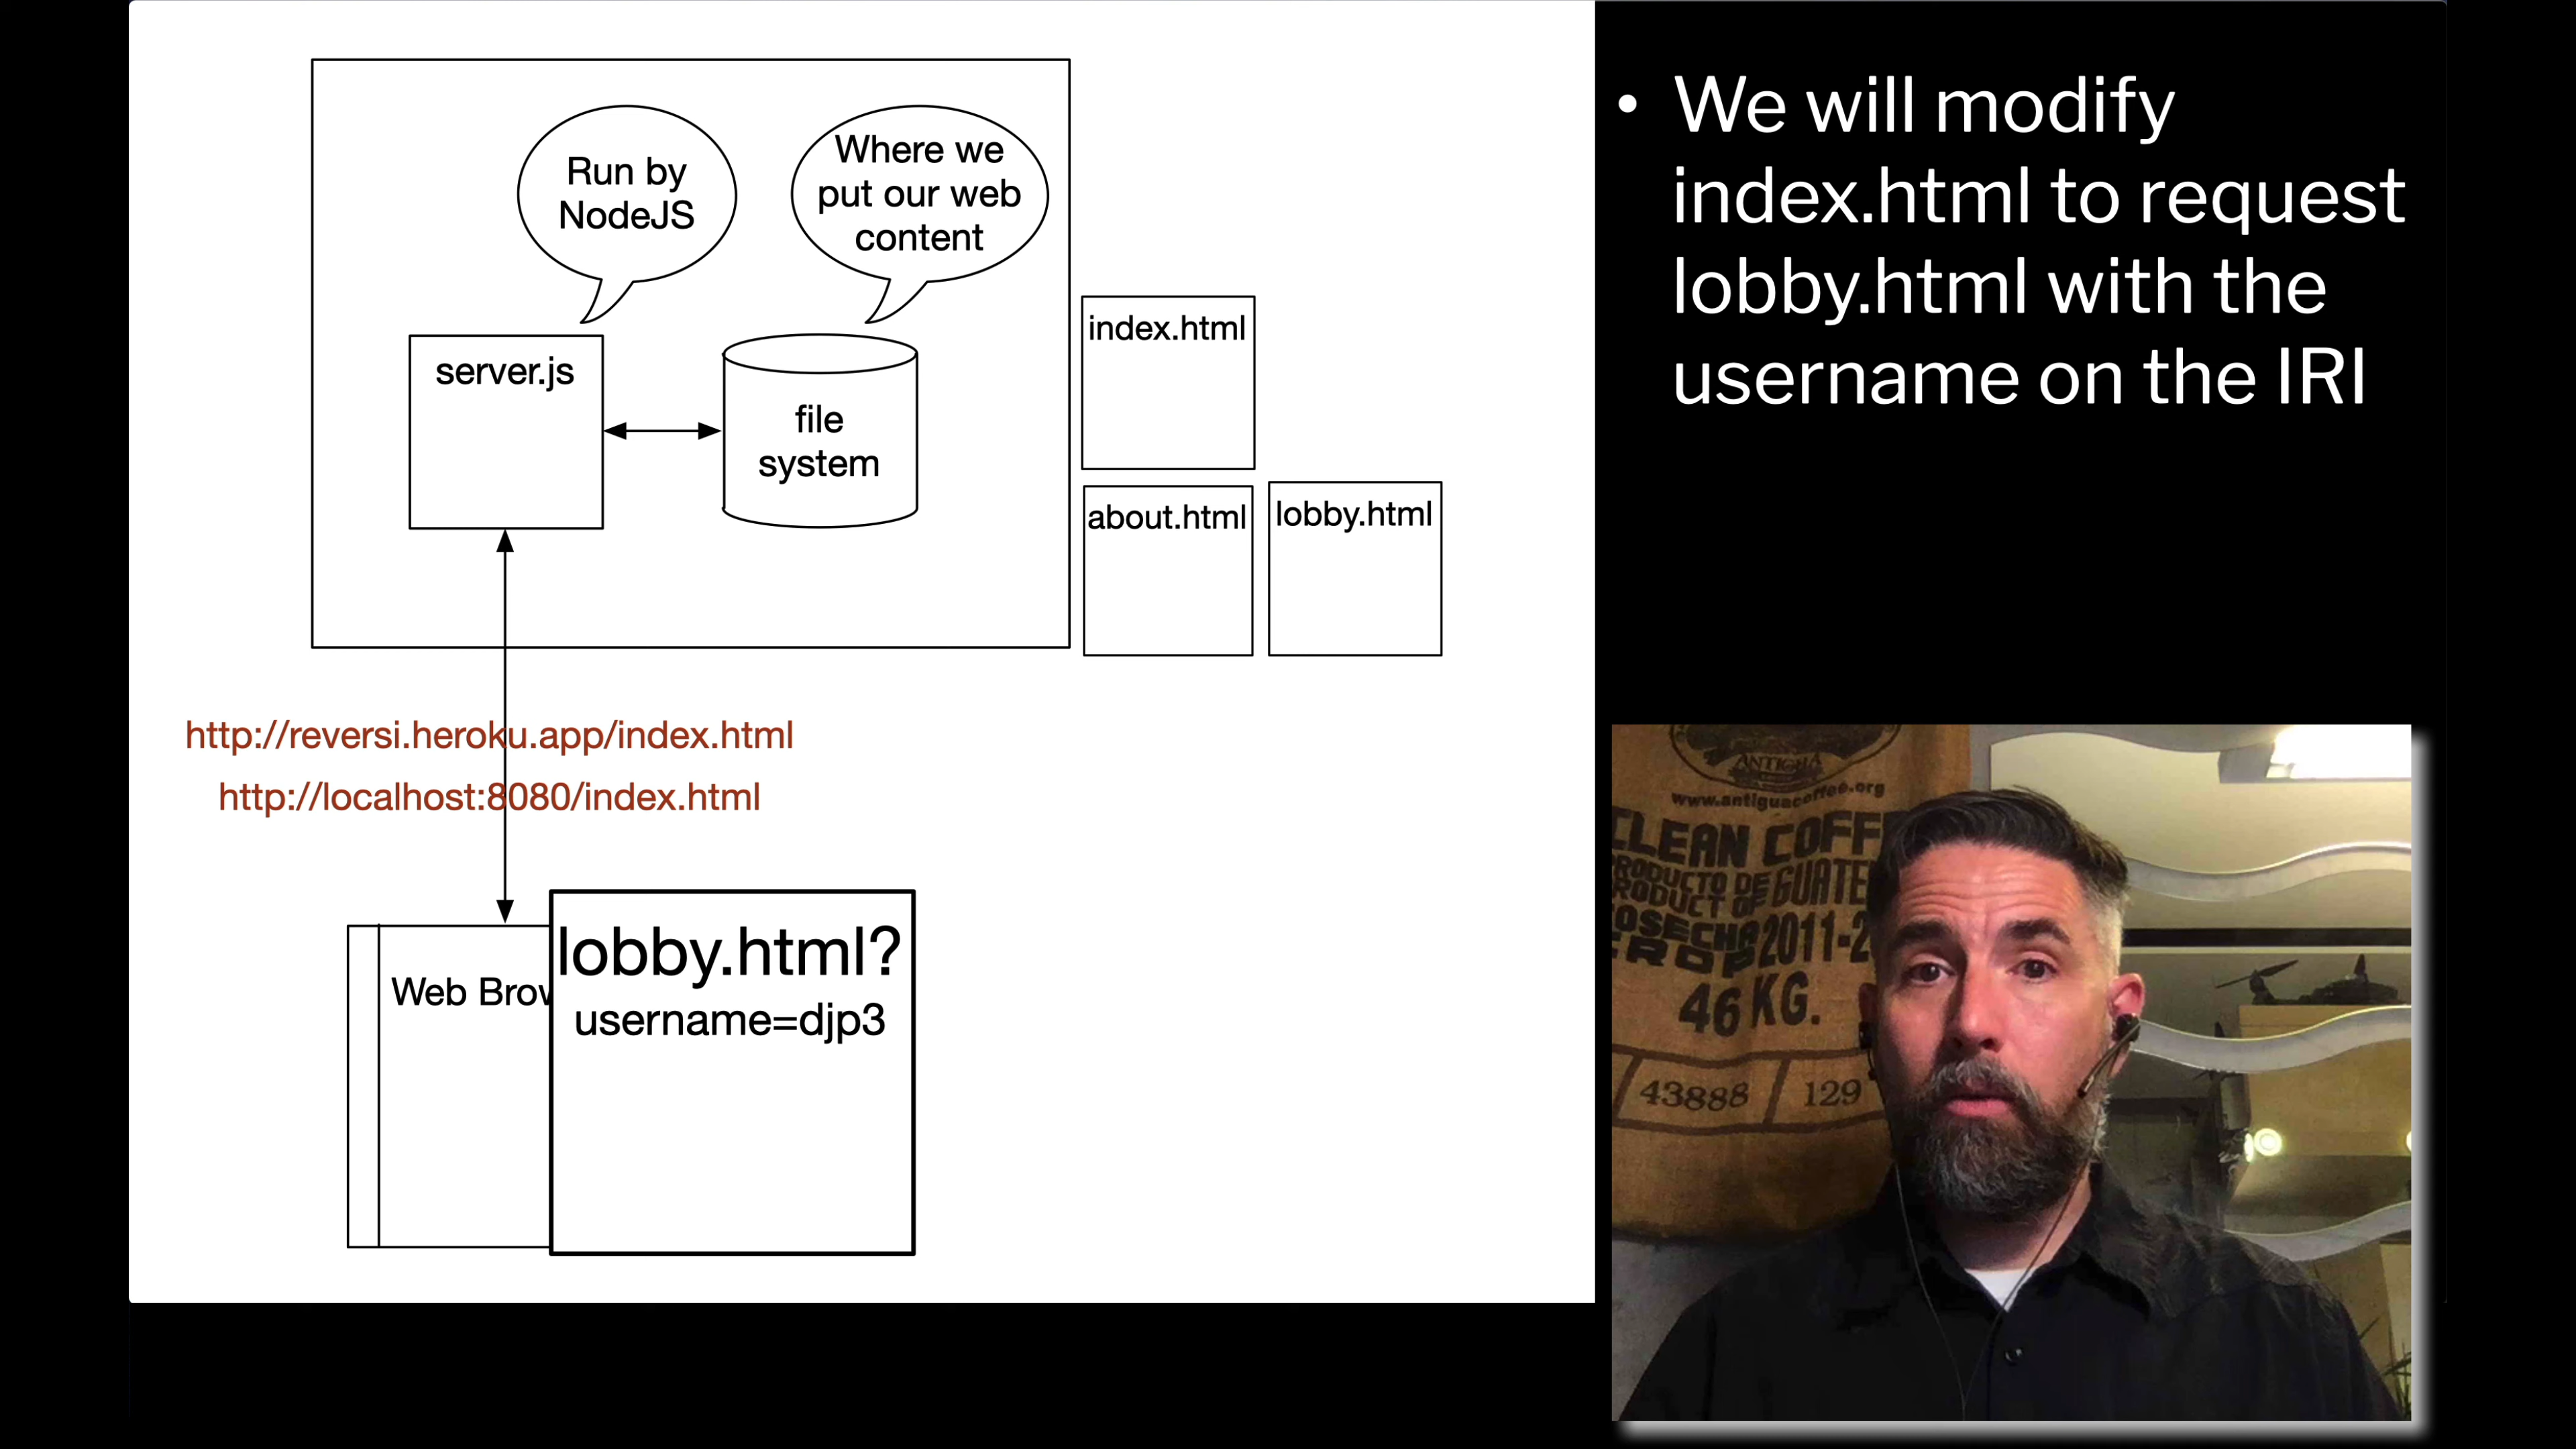 Run by
NodeJS
Where we
put our web
content
server.js
file
system
index.html
about.html
lobby.html
http://reversi.heroku.app/index.html
http://localhost:8080/index.html
Web Brow
lobby.html?
username=djp3
• We will modify
index.html to request
lobby.html with the
username on the IRI
ANTIGUA
www.antiguacoffee.org
CLEAN COFF
PRODUCTO DE GUATE
PRODUCT OF
COSECHA 2011-2
CROP
46 KG.
43888
129